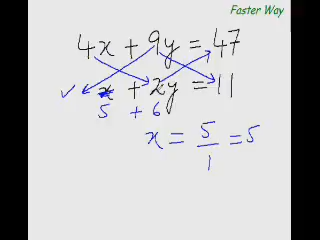 Faster Way
4x + 9y = 47
x + 2y = 11
5 + 6
x = 5/1 = 5